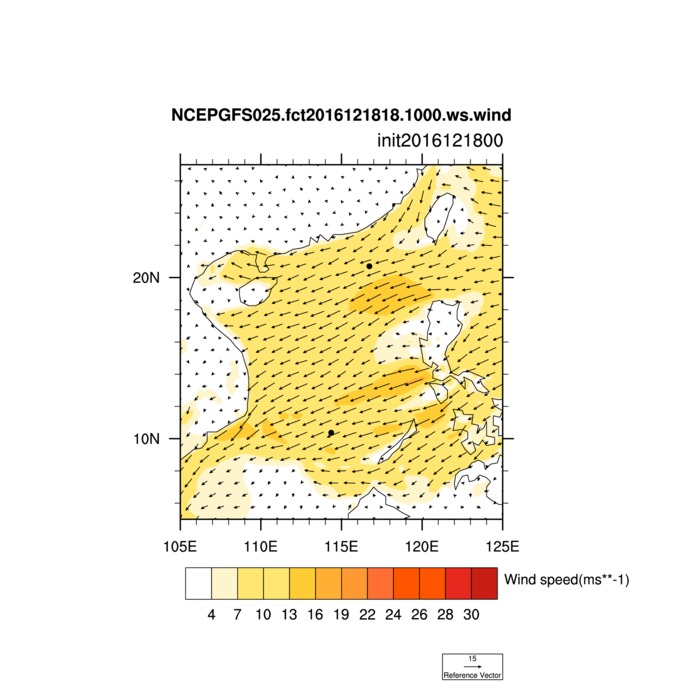 NCEPGFS025.fct2016121818.1000.ws.wind
init2016121800
20N
10N
105E 110E 115E 120E 125E
Wind speed(ms**-1)
4 7 10 13 16 19 22 24 26 28 30
15
Reference Vector